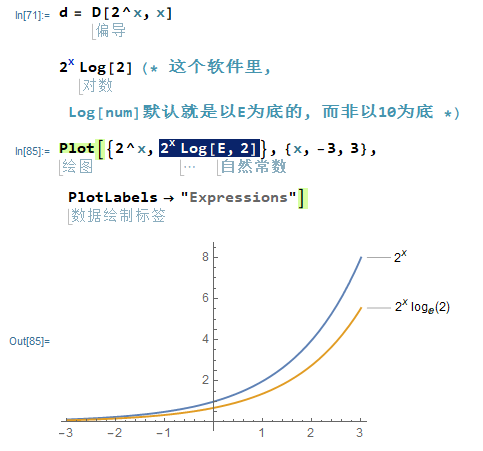 In[71]:= d = D[2^x, x]
偏导
2^x Log[2] (* 这个软件里，
对数
Log[num]默认就是以E为底的，而非以10为底 *)
In[85]:= Plot[{2^x, 2^x Log[E, 2]}, {x, -3, 3},
绘图 … 自然常数
PlotLabels → "Expressions"]
数据绘制标签
8
2^x
6
2^x log_e(2)
Out[85]=
4
2
-3 -2 -1 1 2 3